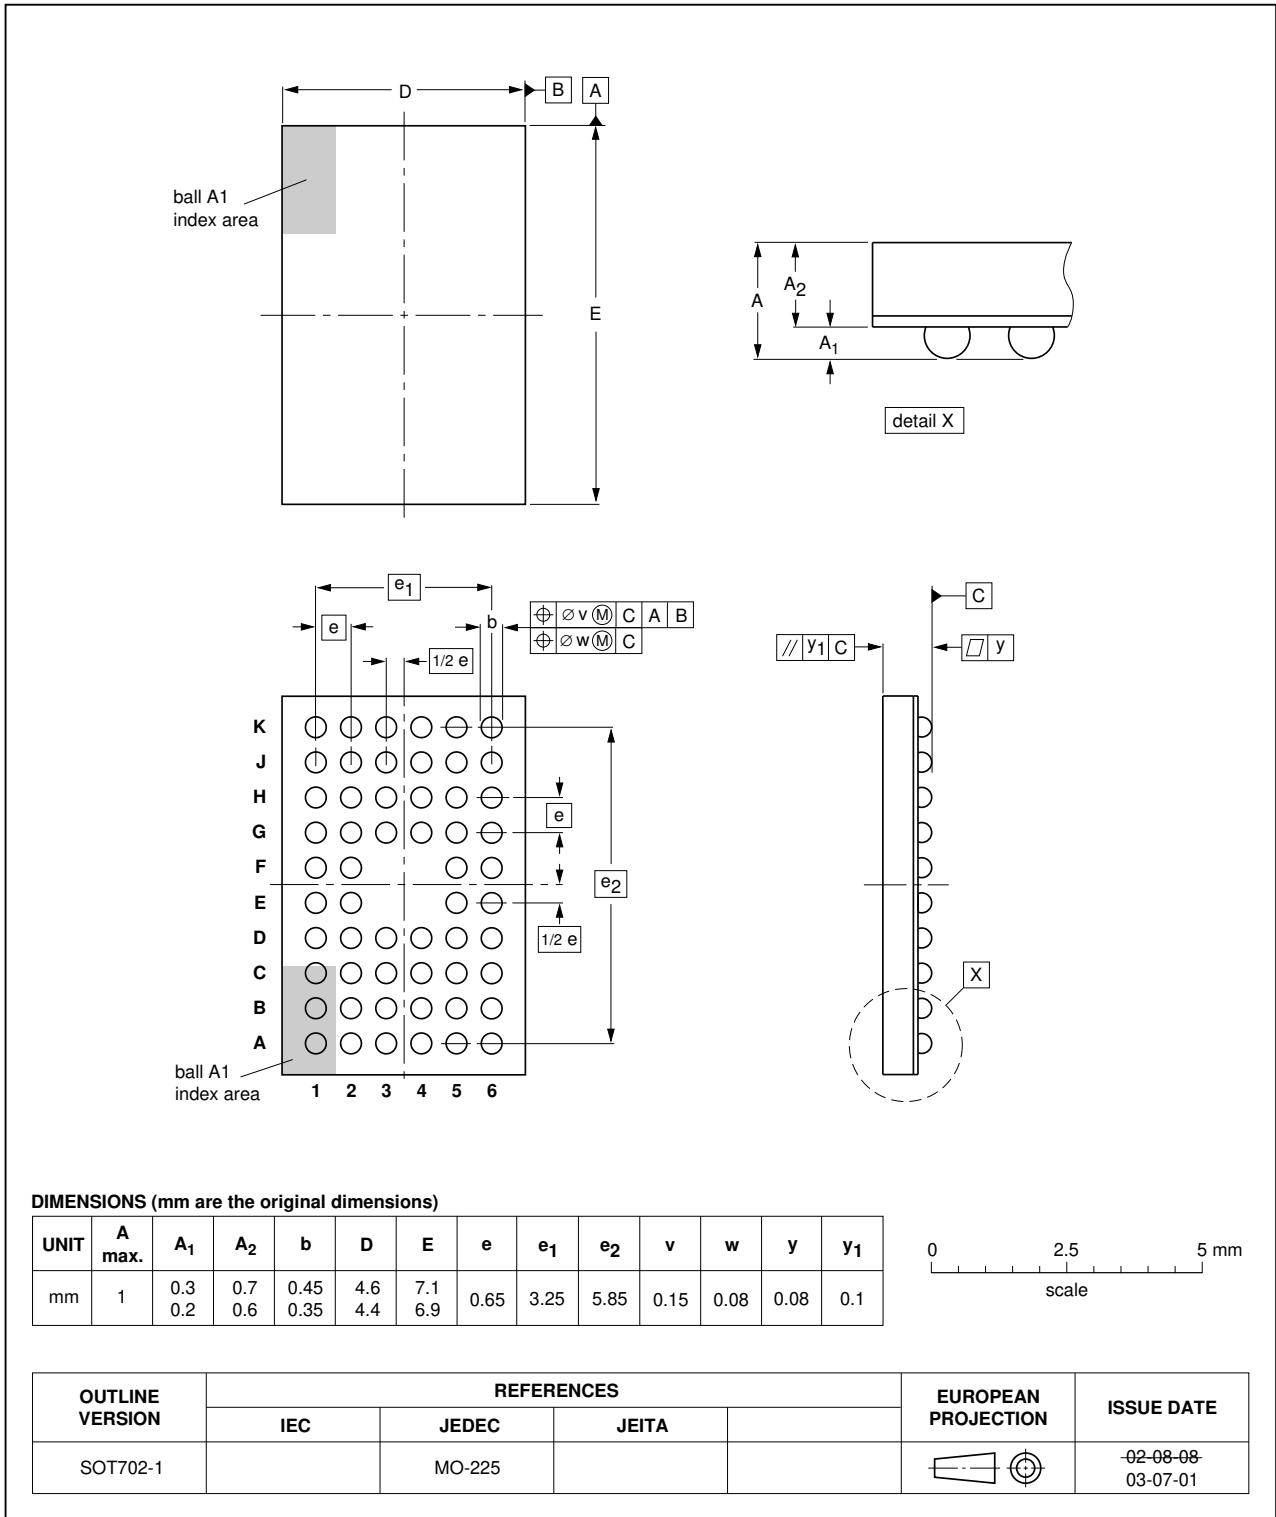 D
B
A
ball A1
index area
E
A
A2
A1
detail X
e1
e
b
⌖ ∅ v Ⓜ C A B
⌖ ∅ w Ⓜ C
1/2 e
C
// y1 C
▱ y
K
J
H
G
F
E
D
C
B
A
e
e2
1/2 e
X
ball A1
index area
1 2 3 4 5 6
DIMENSIONS (mm are the original dimensions)
UNIT A max. A1 A2 b D E e e1 e2 v w y y1
mm 1 0.3 0.7 0.45 4.6 7.1 0.65 3.25 5.85 0.15 0.08 0.08 0.1
0.2 0.6 0.35 4.4 6.9
0 2.5 5 mm
scale
OUTLINE VERSION
REFERENCES
IEC JEDEC JEITA
EUROPEAN PROJECTION
ISSUE DATE
SOT702-1 MO-225
02-08-08
03-07-01